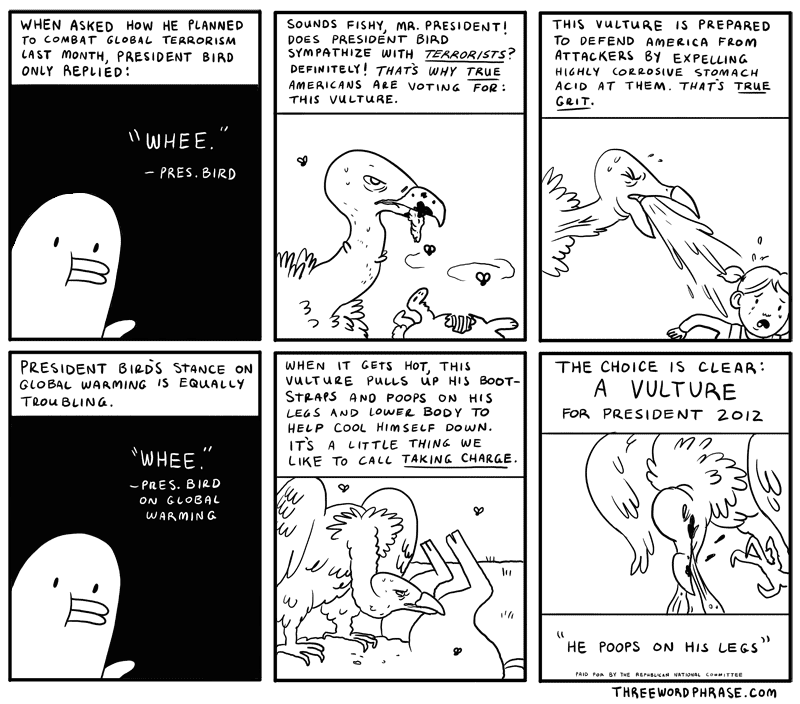 WHEN ASKED HOW HE PLANNED
TO COMBAT GLOBAL TERRORISM
LAST MONTH, PRESIDENT BIRD
ONLY REPLIED:
"WHEE."
- PRES. BIRD
SOUNDS FISHY, MR. PRESIDENT!
DOES PRESIDENT BIRD
SYMPATHIZE WITH TERRORISTS?
DEFINITELY! THAT'S WHY TRUE
AMERICANS ARE VOTING FOR:
THIS VULTURE.
THIS VULTURE IS PREPARED
TO DEFEND AMERICA FROM
ATTACKERS BY EXPELLING
HIGHLY CORROSIVE STOMACH
ACID AT THEM. THAT'S TRUE
GRIT.
PRESIDENT BIRD'S STANCE ON
GLOBAL WARMING IS EQUALLY
TROUBLING.
"WHEE."
- PRES. BIRD
ON GLOBAL
WARMING
WHEN IT GETS HOT, THIS
VULTURE PULLS UP HIS BOOT-
STRAPS AND POOPS ON HIS
LEGS AND LOWER BODY TO
HELP COOL HIMSELF DOWN.
IT'S A LITTLE THING WE
LIKE TO CALL TAKING CHARGE.
THE CHOICE IS CLEAR:
A VULTURE
FOR PRESIDENT 2012
"HE POOPS ON HIS LEGS"
PAID FOR BY THE REPUBLICAN NATIONAL COMMITTEE
THREEWORDPHRASE.COM